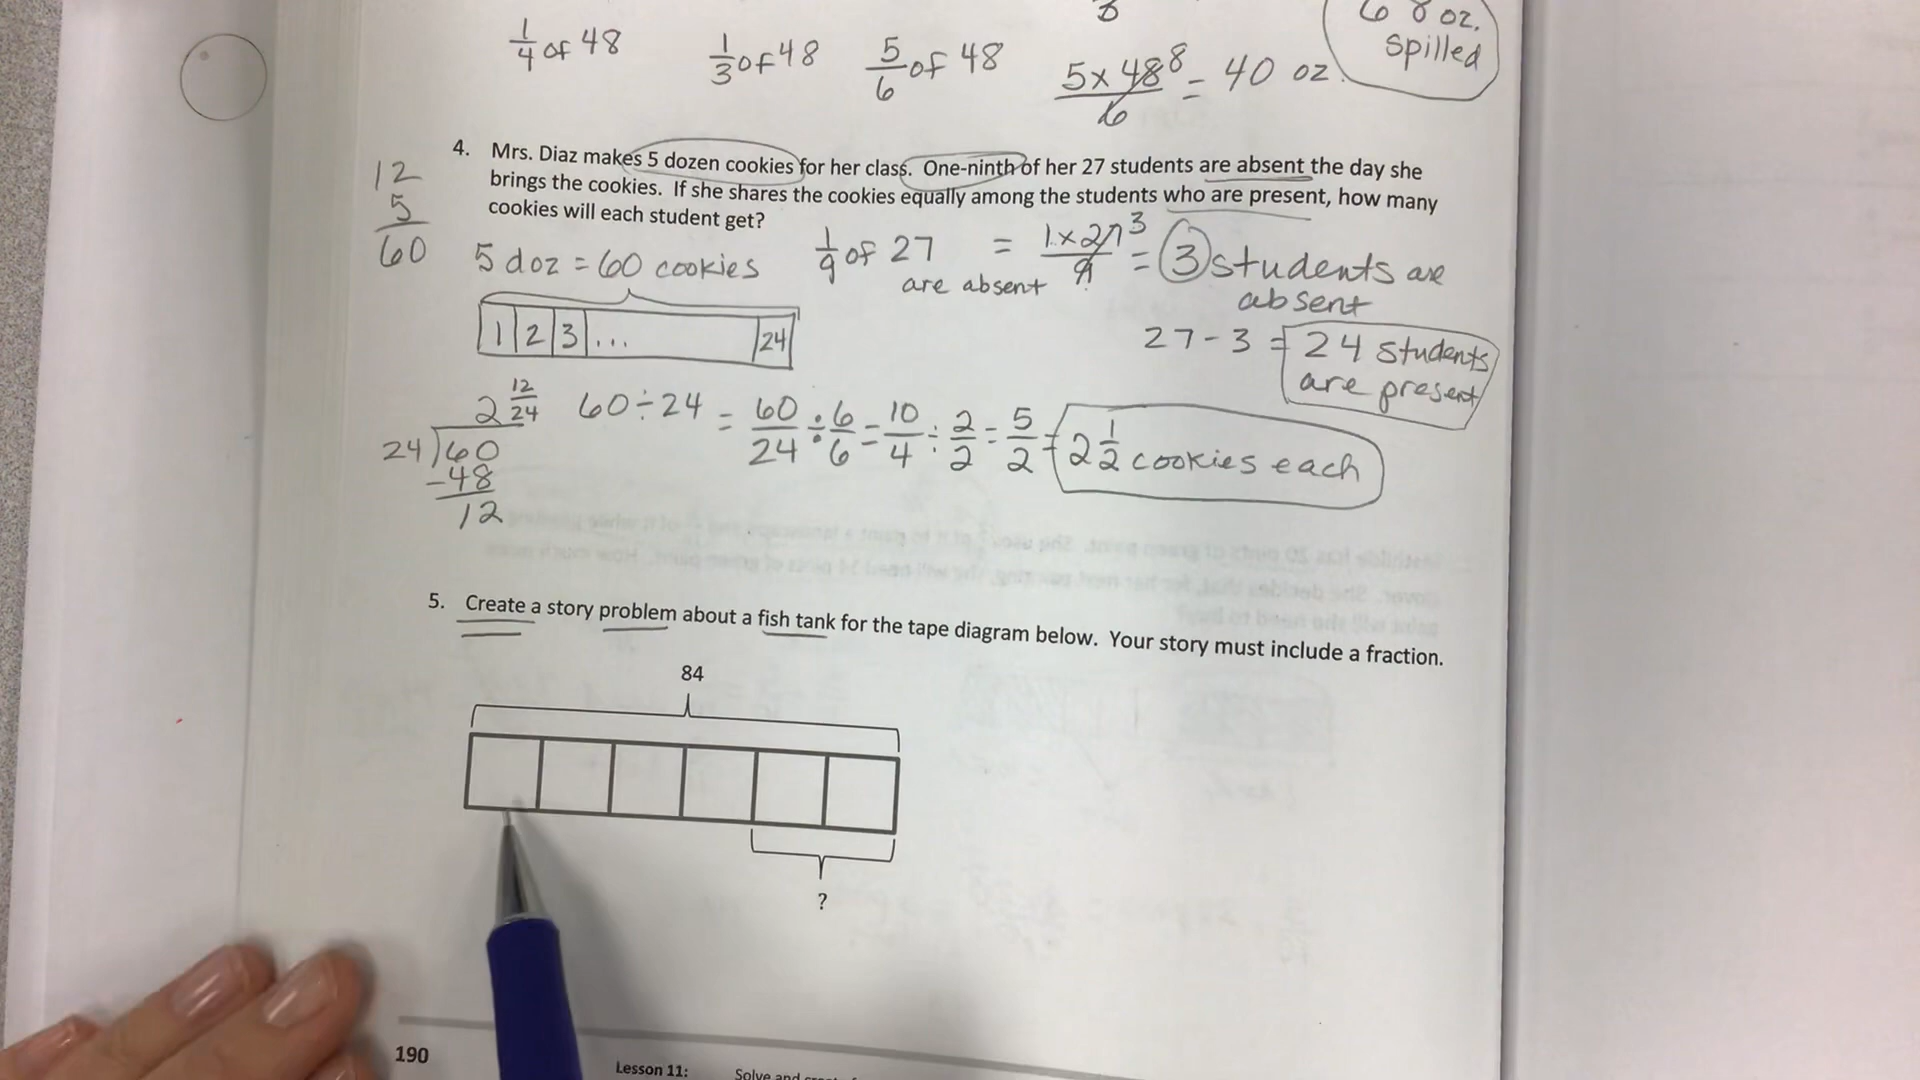 6 8 oz.
spilled
1/4 of 48 1/3 of 48 5/6 of 48 5 x 48 8 / 6 = 40 oz.
4. Mrs. Diaz makes 5 dozen cookies for her class. One-ninth of her 27 students are absent the day she
brings the cookies. If she shares the cookies equally among the students who are present, how many
cookies will each student get?
12
5
60
5 doz = 60 cookies
1/9 of 27 = 1 x 27 3 / 9 = 3 students are
are absent
absent
1 2 3 ... 24
27 - 3 = 24 students
are present
2 12/24
24)60
-48
12
60 ÷ 24 = 60/24 ÷ 6/6 = 10/4 ÷ 2/2 = 5/2 = 2 1/2 cookies each
5. Create a story problem about a fish tank for the tape diagram below. Your story must include a fraction.
84
?
190
Lesson 11:
Solve and